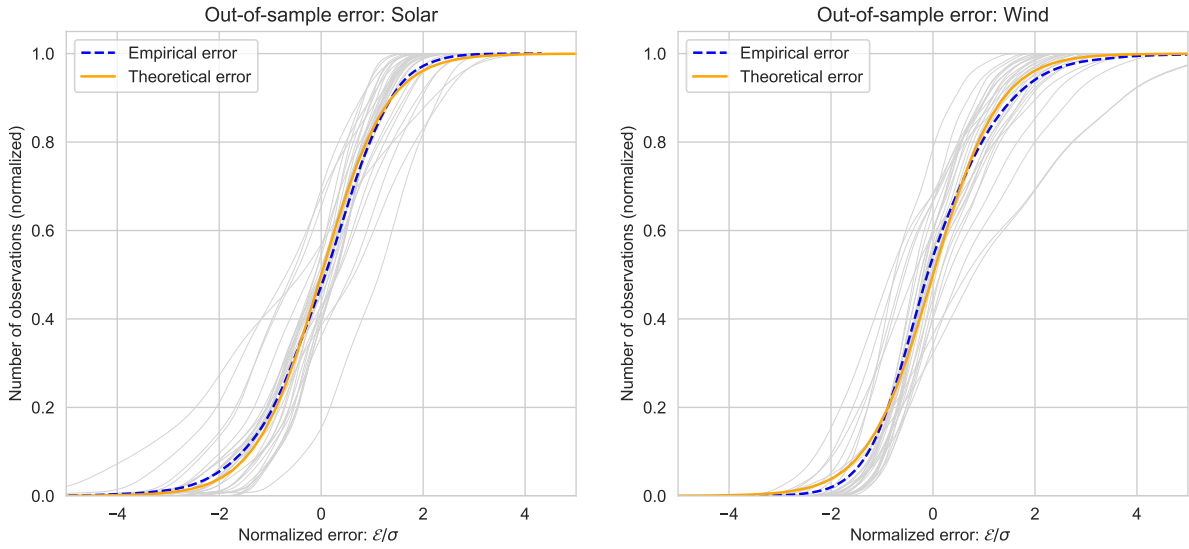 Out-of-sample error: Solar
Empirical error
Theoretical error
Number of observations (normalized)
1.0
0.8
0.6
0.4
0.2
0.0
−4 −2 0 2 4
Normalized error: ℰ/σ
Out-of-sample error: Wind
Empirical error
Theoretical error
Number of observations (normalized)
1.0
0.8
0.6
0.4
0.2
0.0
−4 −2 0 2 4
Normalized error: ℰ/σ